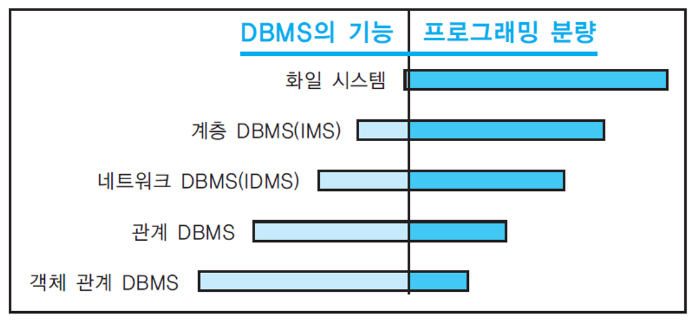 DBMS의 기능 프로그래밍 분량
화일 시스템
계층 DBMS(IMS)
네트워크 DBMS(IDMS)
관계 DBMS
객체 관계 DBMS